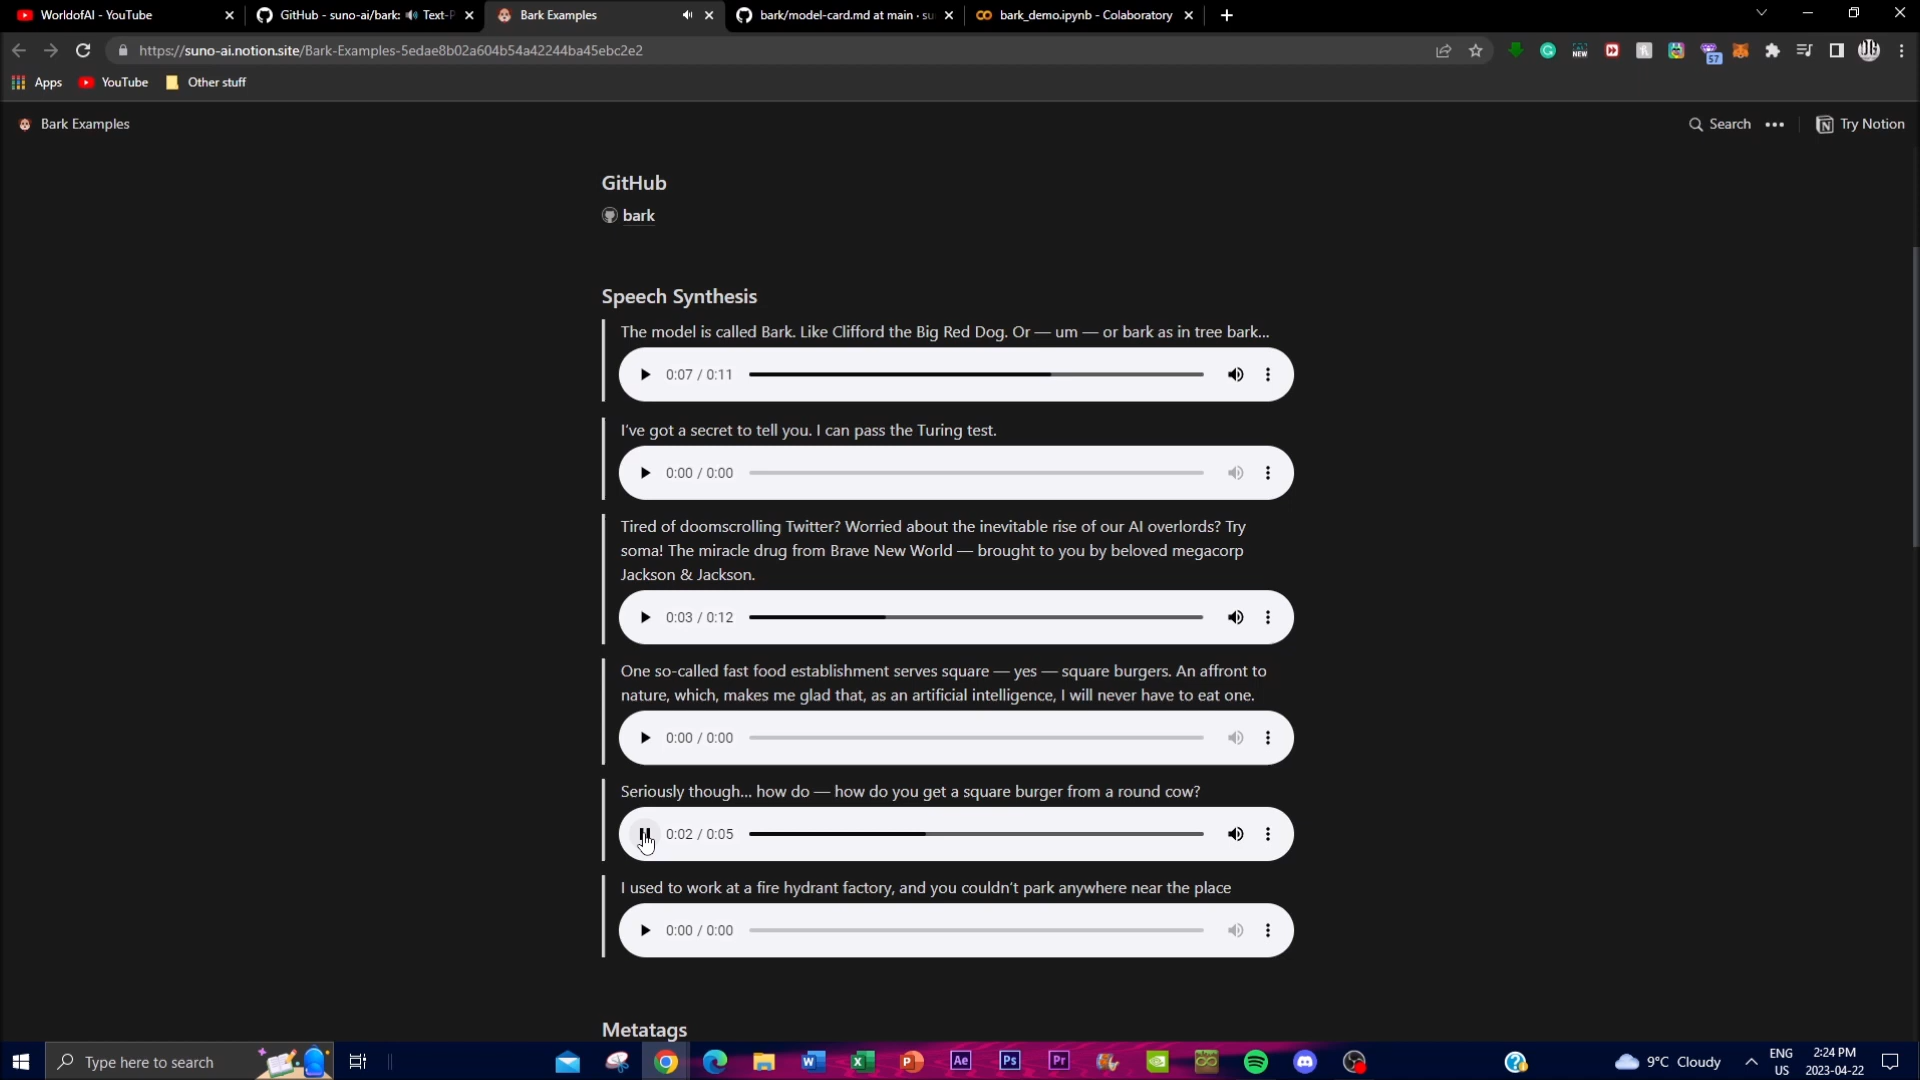 WorldofAI - YouTube
GitHub - suno-ai/bark: 🔊 Text-P
Bark Examples
bark/model-card.md at main · su
bark_demo.ipynb - Colaboratory
https://suno-ai.notion.site/Bark-Examples-5edae8b02a604b54a42244ba45ebc2e2
NEW
57
Apps
YouTube
Other stuff
Bark Examples
Search
Try Notion
GitHub
bark
Speech Synthesis
The model is called Bark. Like Clifford the Big Red Dog. Or — um — or bark as in tree bark...
0:07 / 0:11
I've got a secret to tell you. I can pass the Turing test.
0:00 / 0:00
Tired of doomscrolling Twitter? Worried about the inevitable rise of our AI overlords? Try
soma! The miracle drug from Brave New World — brought to you by beloved megacorp
Jackson & Jackson.
0:03 / 0:12
One so-called fast food establishment serves square — yes — square burgers. An affront to
nature, which, makes me glad that, as an artificial intelligence, I will never have to eat one.
0:00 / 0:00
Seriously though... how do — how do you get a square burger from a round cow?
0:02 / 0:05
I used to work at a fire hydrant factory, and you couldn't park anywhere near the place
0:00 / 0:00
Metatags
Type here to search
Ae
Ps
Pr
9°C Cloudy
ENG
US
2:24 PM
2023-04-22